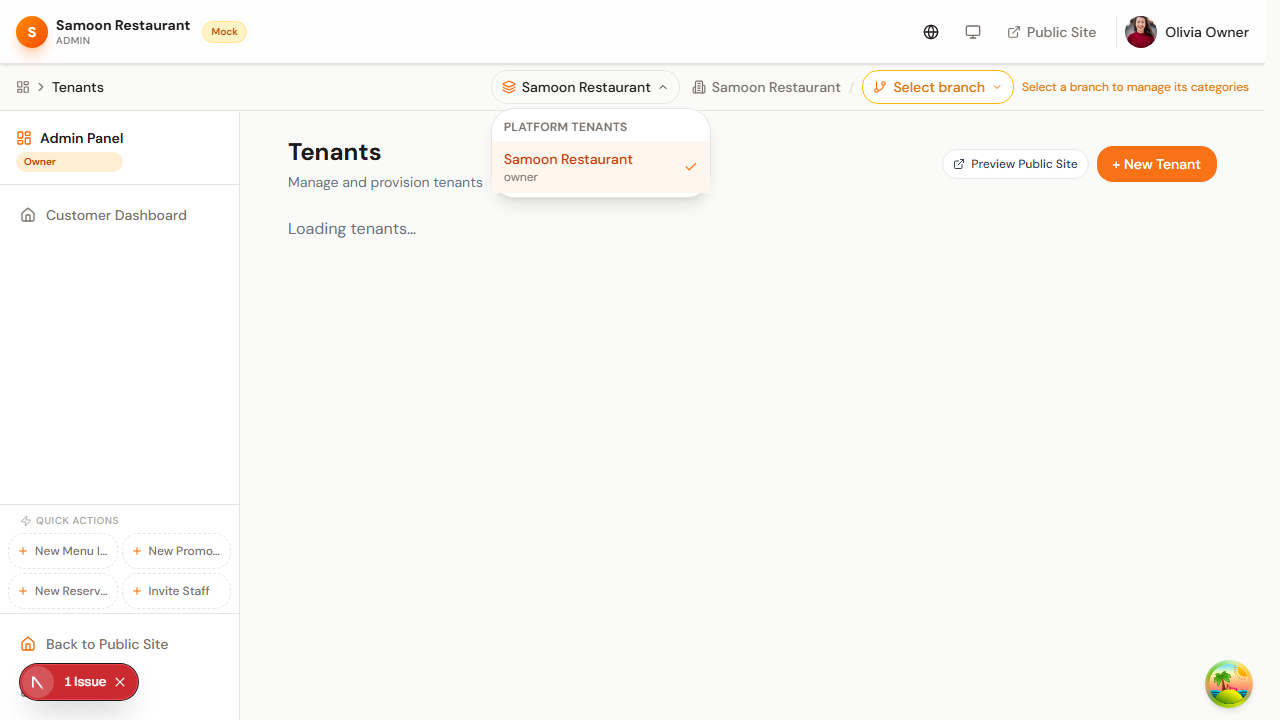 S
Samoon Restaurant
ADMIN
Mock
Public Site
Olivia Owner
Tenants
Samoon Restaurant
Samoon Restaurant
/
Select branch
Select a branch to manage its categories
Admin Panel
Owner
Customer Dashboard
PLATFORM TENANTS
Samoon Restaurant
owner
Tenants
Manage and provision tenants
Preview Public Site
+ New Tenant
Loading tenants...
QUICK ACTIONS
+ New Menu I...
+ New Promo...
+ New Reserv...
+ Invite Staff
Back to Public Site
1 Issue